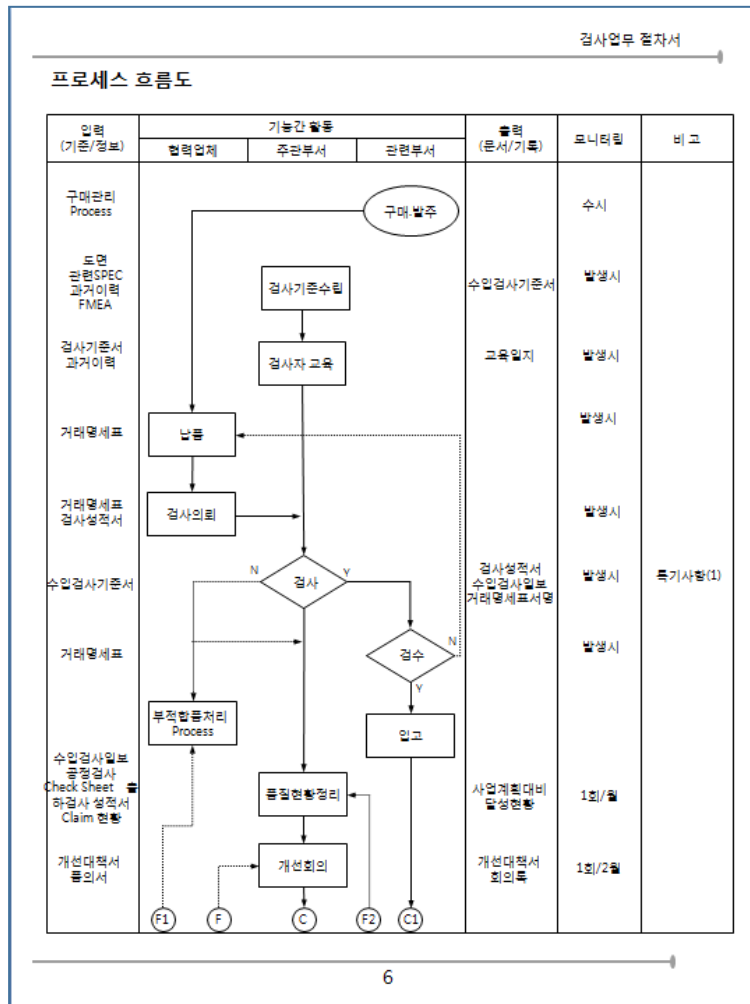 검사업무 절차서
프로세스 흐름도
입력
(기준/정보)
기능간 활동
협력업체
주관부서
관련부서
출력
(문서/기록)
모니터링
비 고
구매관리
Process
구매.발주
수시
도면
관련SPEC
과거이력
FMEA
검사기준수립
수입검사기준서
발생시
검사기준서
과거이력
검사자 교육
교육일지
발생시
거래명세표
납품
발생시
거래명세표
검사성적서
검사의뢰
발생시
수입검사기준서
N
검사
Y
검사성적서
수입검사일보
거래명세표서명
발생시
특기사항(1)
거래명세표
검수
N
Y
발생시
부적합품처리
Process
입고
수입검사일보
공정검사
Check Sheet 출
하검사 성적서
Claim 현황
품질현황정리
사업계획대비
달성현황
1회/월
개선대책서
품의서
개선회의
개선대책서
회의록
1회/2월
F1
F
C
F2
C1
6